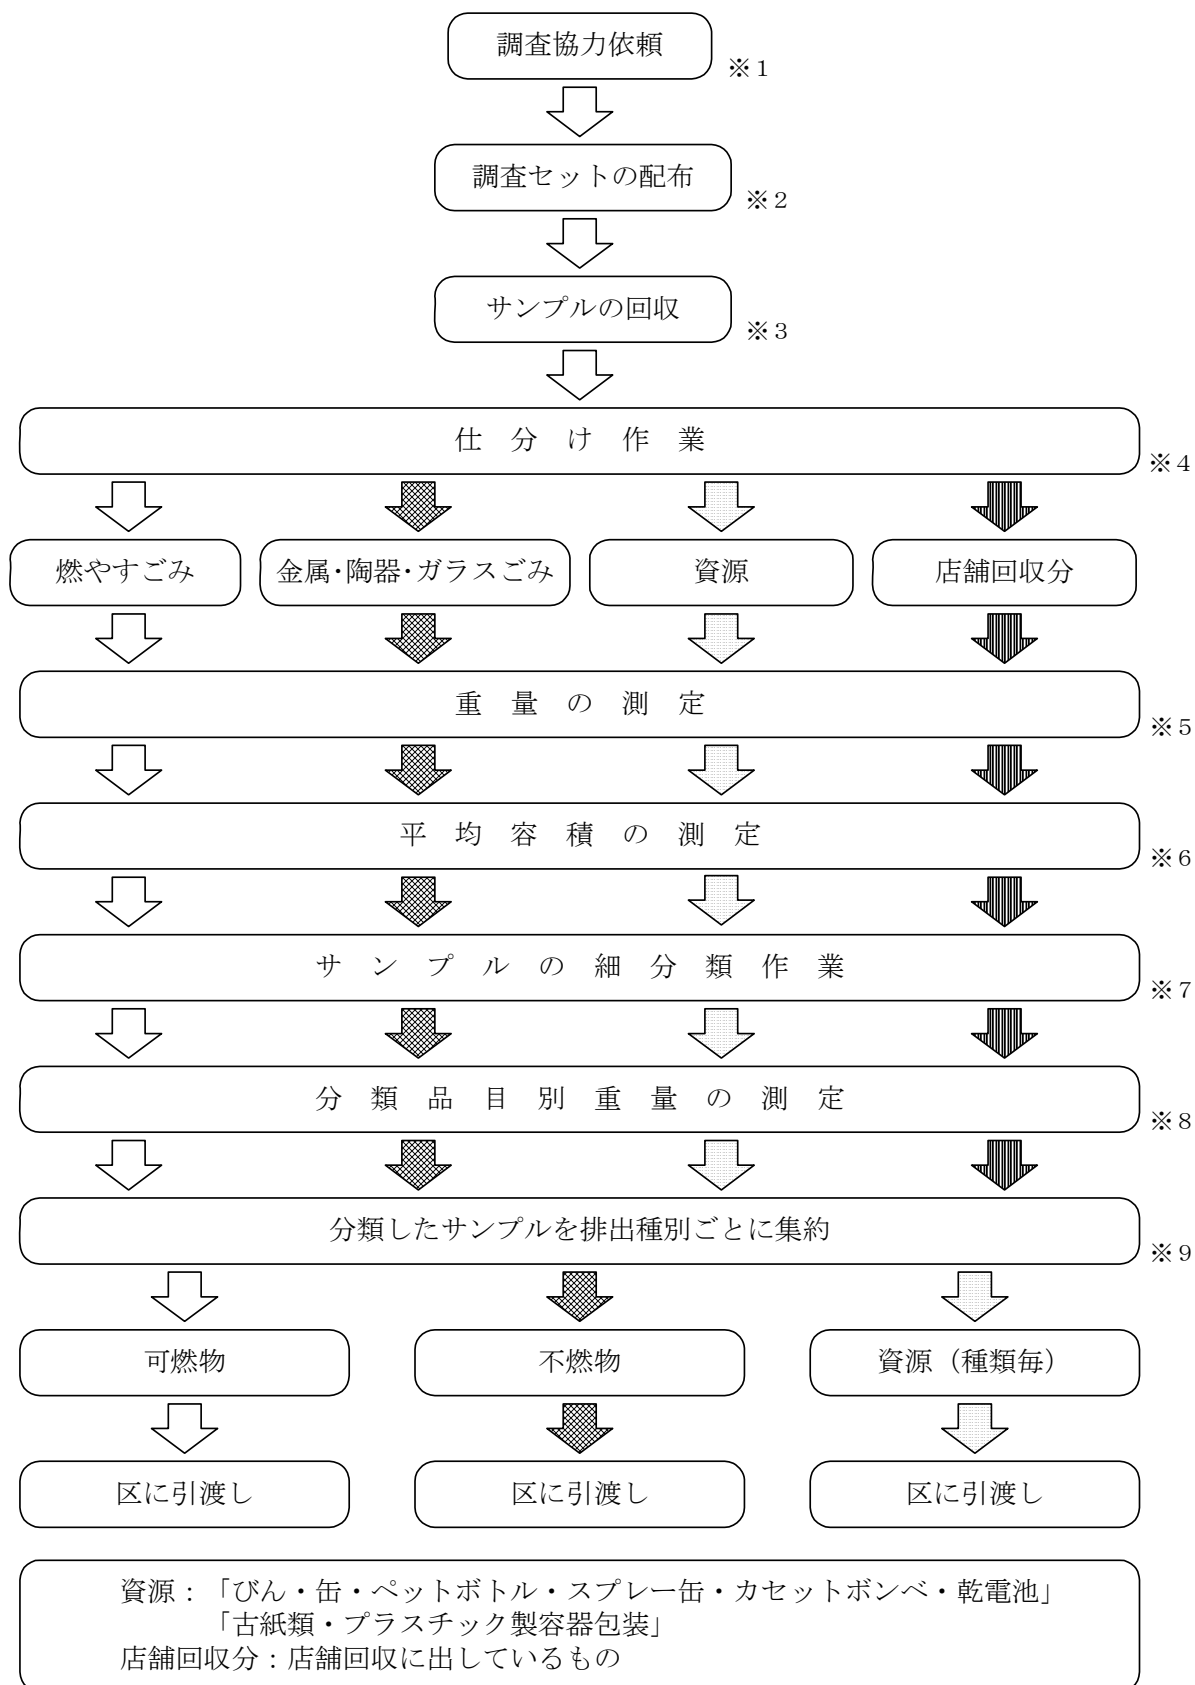 調査協力依頼
※1
調査セットの配布
※2
サンプルの回収
※3
仕 分 け 作 業
※4
燃やすごみ
金属・陶器・ガラスごみ
資源
店舗回収分
重 量 の 測 定
※5
平 均 容 積 の 測 定
※6
サ ン プ ル の 細 分 類 作 業
※7
分 類 品 目 別 重 量 の 測 定
※8
分類したサンプルを排出種別ごとに集約
※9
可燃物
不燃物
資源（種類毎）
区に引渡し
区に引渡し
区に引渡し
資源：「びん・缶・ペットボトル・スプレー缶・カセットボンベ・乾電池」
「古紙類・プラスチック製容器包装」
店舗回収分：店舗回収に出しているもの